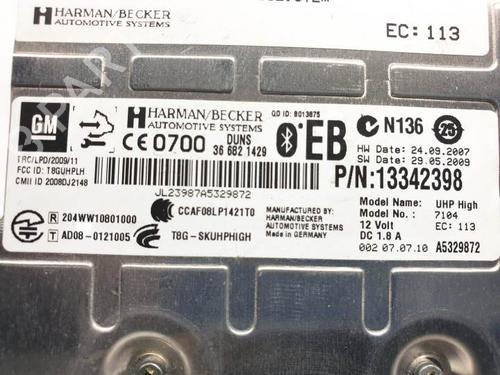 HARMAN/BECKER
AUTOMOTIVE SYSTEMS
EC: 113
GM
HARMAN/BECKER
AUTOMOTIVE SYSTEMS
CE 0700 DUNS
36 682 1429
QD ID: B013675
EB
N136
25
HW Date: 24.09.2007
SW Date: 29.05.2009
P/N:13342398
TRC/LPD/2009/11
FCC ID: T8GUHPLH
CMII ID 2008DJ2148
JL23987A5329872
204WW10801000
CCAF08LP1421T0
AD08-0121005
T8G-SKUHPHIGH
MANUFACTURED BY:
HARMAN/BECKER
AUTOMOTIVE SYSTEMS
MADE IN GERMANY
Model Name: UHP High
Model No.: 7104
12 Volt EC: 113
DC 1.8 A
002 07.07.10 A5329872